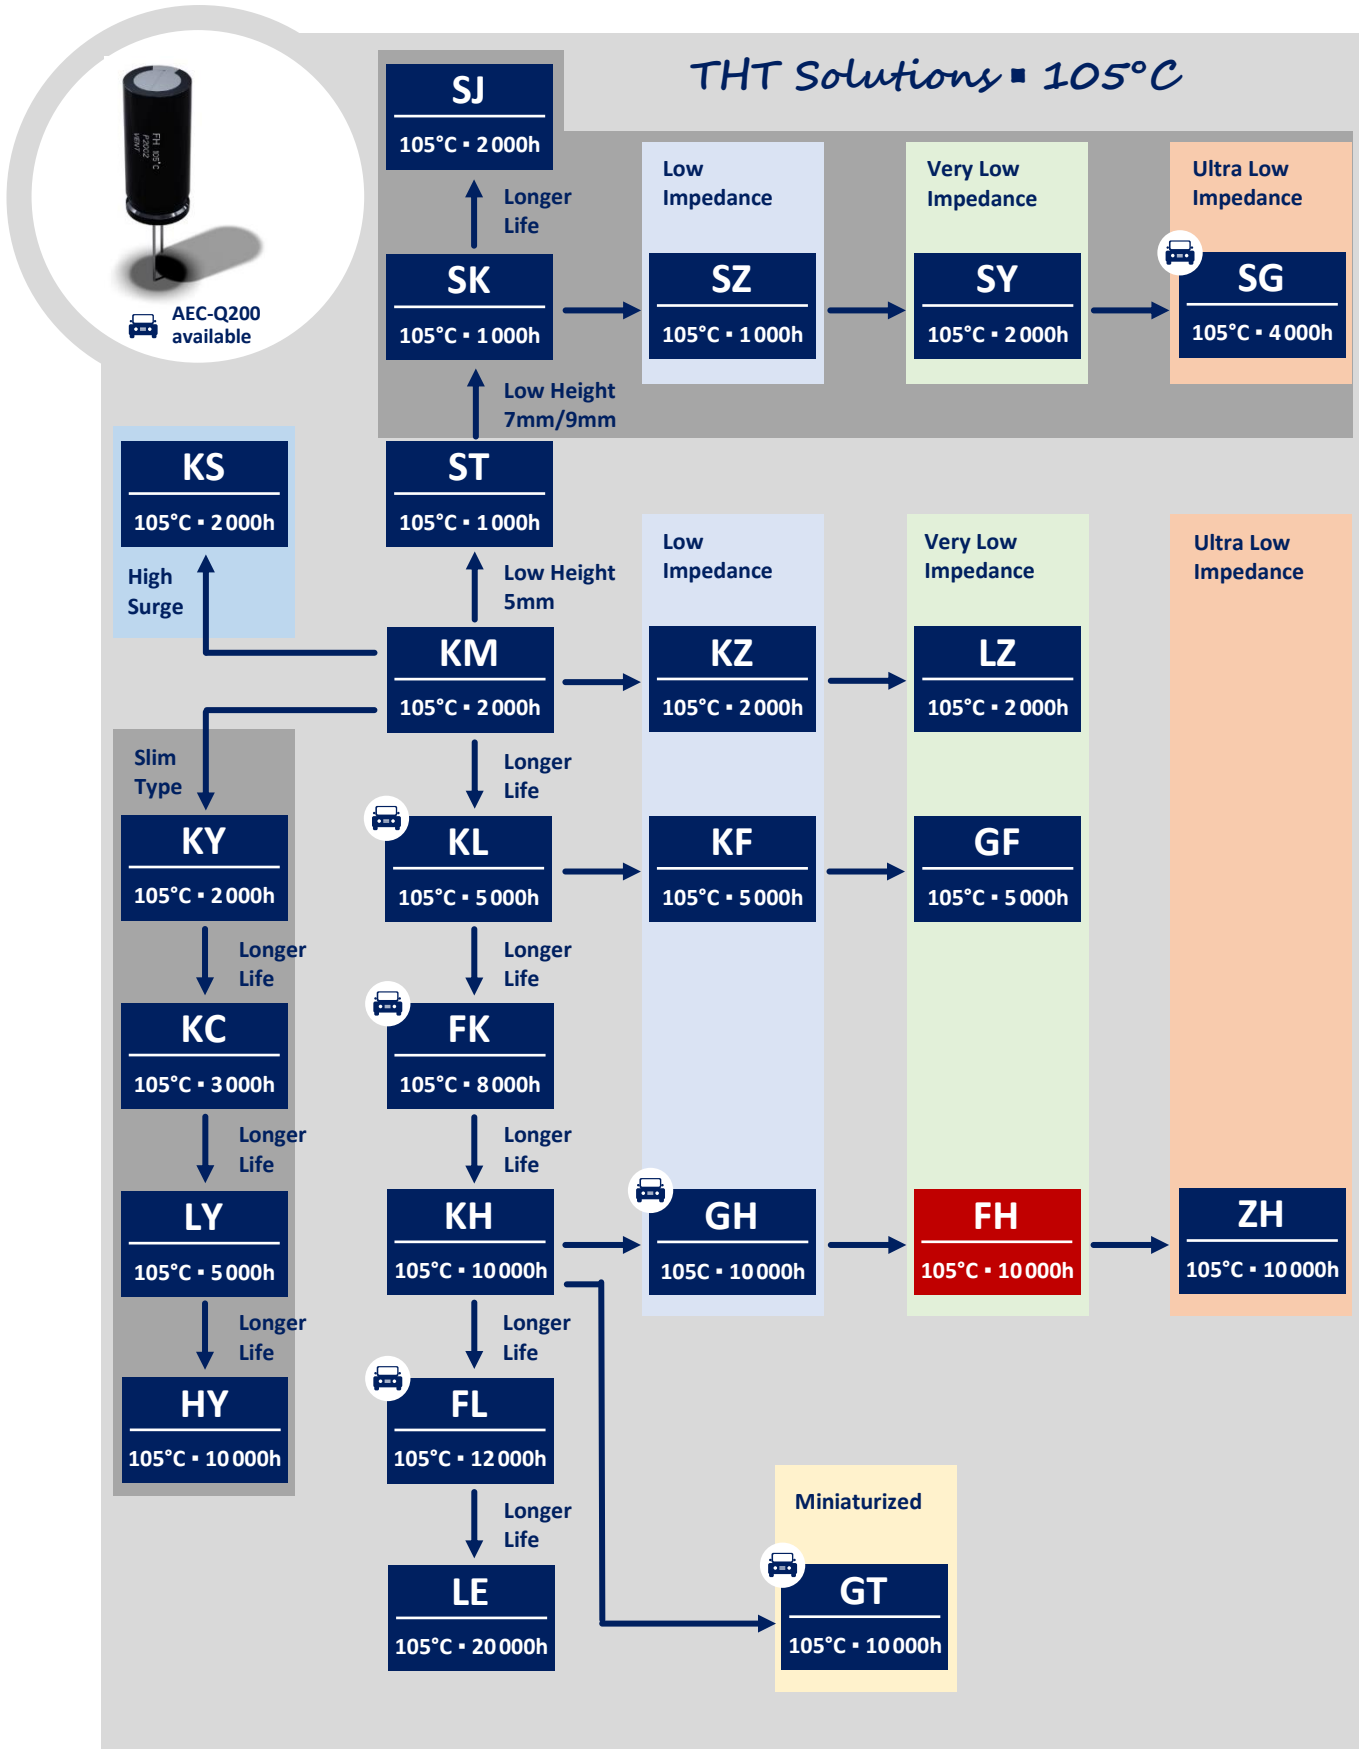 THT Solutions ▪ 105°C
FH 105°C
F2002
VENT
AEC-Q200
available
SJ
105°C ▪ 2000h
Longer
Life
SK
105°C ▪ 1000h
Low
Impedance
SZ
105°C ▪ 1000h
Very Low
Impedance
SY
105°C ▪ 2000h
Ultra Low
Impedance
SG
105°C ▪ 4000h
Low Height
7mm/9mm
KS
105°C ▪ 2000h
High
Surge
ST
105°C ▪ 1000h
Low Height
5mm
Low
Impedance
Very Low
Impedance
Ultra Low
Impedance
KM
105°C ▪ 2000h
KZ
105°C ▪ 2000h
LZ
105°C ▪ 2000h
Slim
Type
Longer
Life
KY
105°C ▪ 2000h
KL
105°C ▪ 5000h
KF
105°C ▪ 5000h
GF
105°C ▪ 5000h
Longer
Life
Longer
Life
KC
105°C ▪ 3000h
FK
105°C ▪ 8000h
Longer
Life
Longer
Life
LY
105°C ▪ 5000h
KH
105°C ▪ 10000h
GH
105C ▪ 10000h
FH
105°C ▪ 10000h
ZH
105°C ▪ 10000h
Longer
Life
Longer
Life
HY
105°C ▪ 10000h
FL
105°C ▪ 12000h
Longer
Life
LE
105°C ▪ 20000h
Miniaturized
GT
105°C ▪ 10000h